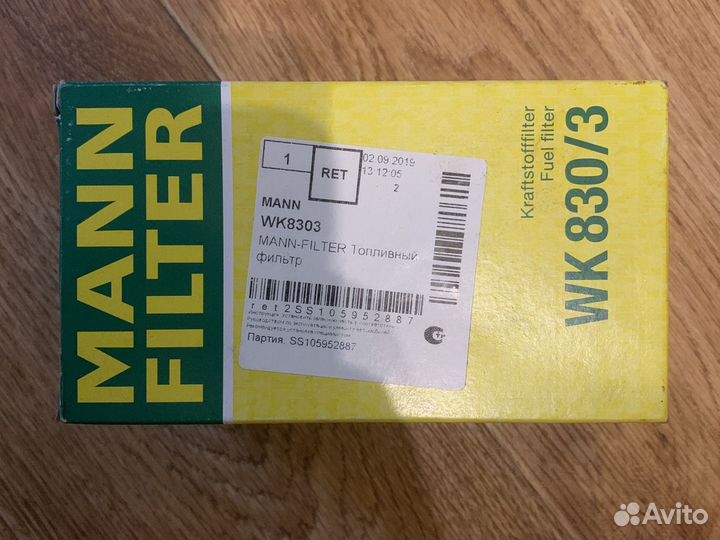 MANN
FILTER
1
RET
02 09 2019
13 12:05
2
MANN
WK8303
MANN-FILTER Топливный
фильтр
ret2SS105952887
Партия. SS105952887
Kraftstofffilter
Fuel filter
WK 830/3
Avito